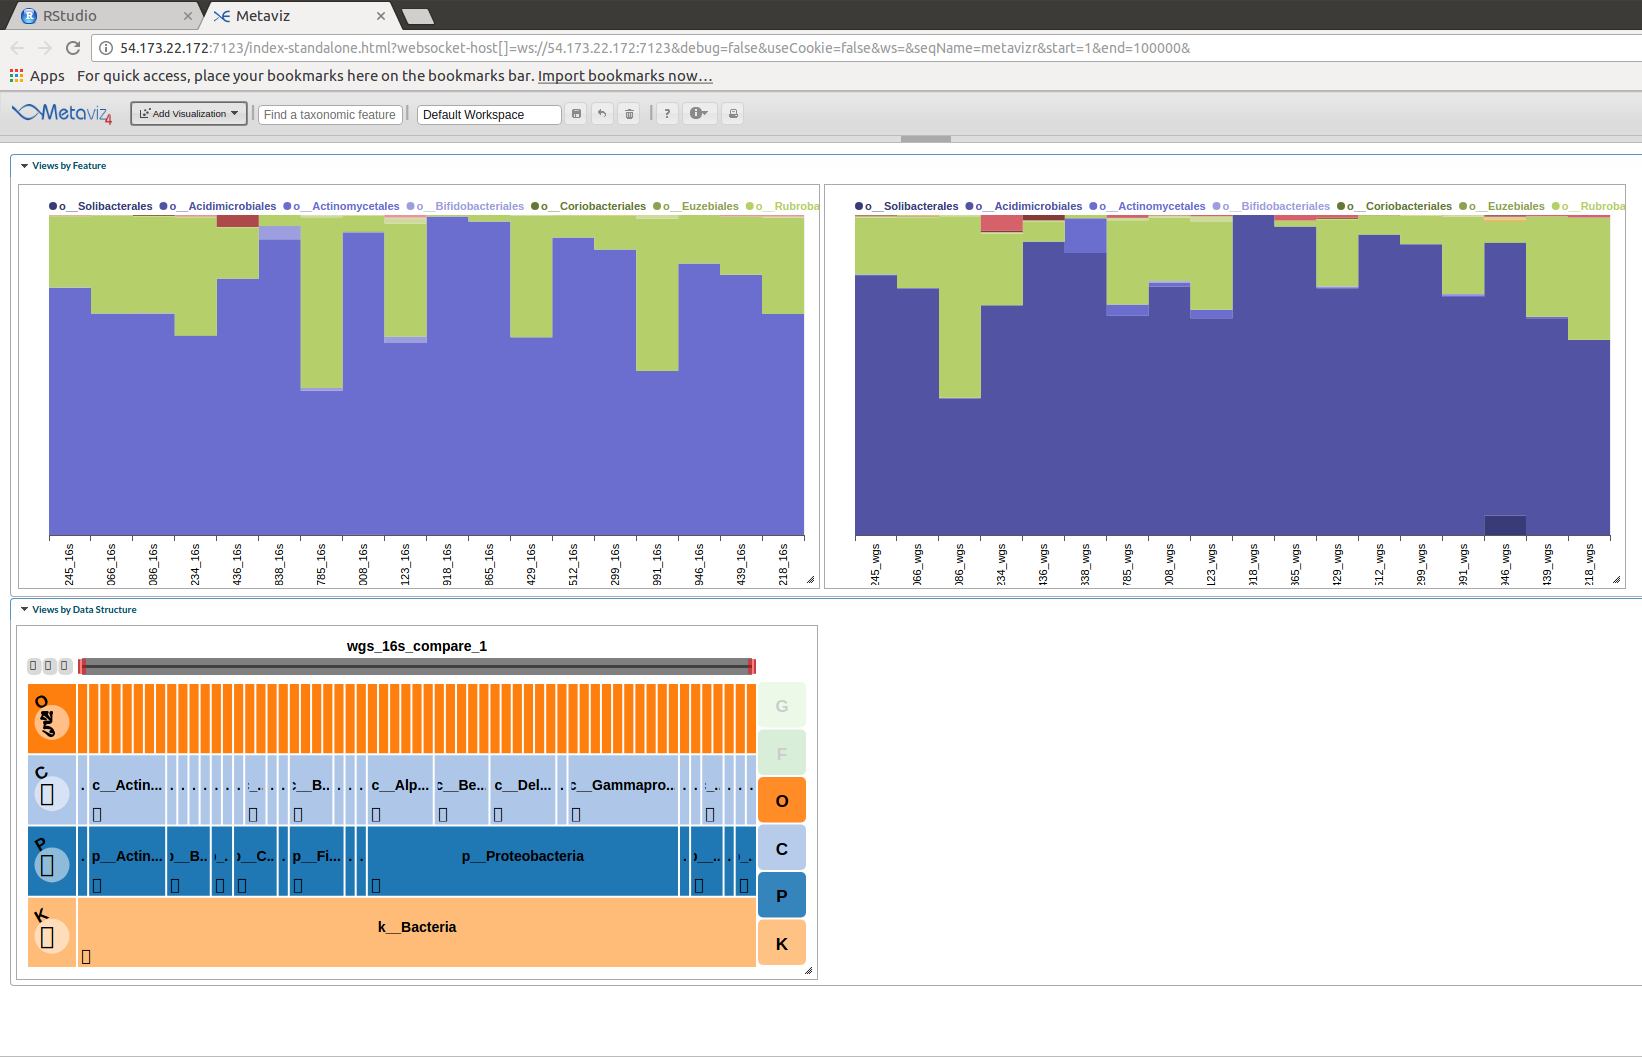 RStudio
Metaviz
54.173.22.172:7123/index-standalone.html?websocket-host[]=ws://54.173.22.172:7123&debug=false&useCookie=false&ws=&seqName=metavizr&start=1&end=100000&
Apps For quick access, place your bookmarks here on the bookmarks bar. Import bookmarks now...
Metaviz 4 Add Visualization Find a taxonomic feature Default Workspace ?
Views by Feature
o__Solibacterales o__Acidimicrobiales o__Actinomycetales o__Bifidobacteriales o__Coriobacteriales o__Euzebiales o__Rubroba
245_16s 066_16s 086_16s 234_16s 436_16s 838_16s 785_16s 008_16s 123_16s 918_16s 865_16s 429_16s 512_16s 299_16s 991_16s 946_16s 439_16s 218_16s
o__Solibacterales o__Acidimicrobiales o__Actinomycetales o__Bifidobacteriales o__Coriobacteriales o__Euzebiales o__Rubroba
245_wgs 066_wgs 086_wgs 234_wgs 436_wgs 338_wgs 785_wgs 008_wgs 123_wgs 918_wgs 365_wgs 429_wgs 512_wgs 299_wgs 991_wgs 946_wgs 439_wgs 218_wgs
Views by Data Structure
wgs_16s_compare_1
O
G
F
C . c__Actin... . . . . . . . :_.. . . c__B... . . . c__Alp... c__Be... c__Del... . c__Gammapro... . . :_.. . . .
O
C
P . p__Actin... p__B... ._.. p__C... . p__Fi... . . p__Proteobacteria . p__... . ._..
P
K k__Bacteria
K